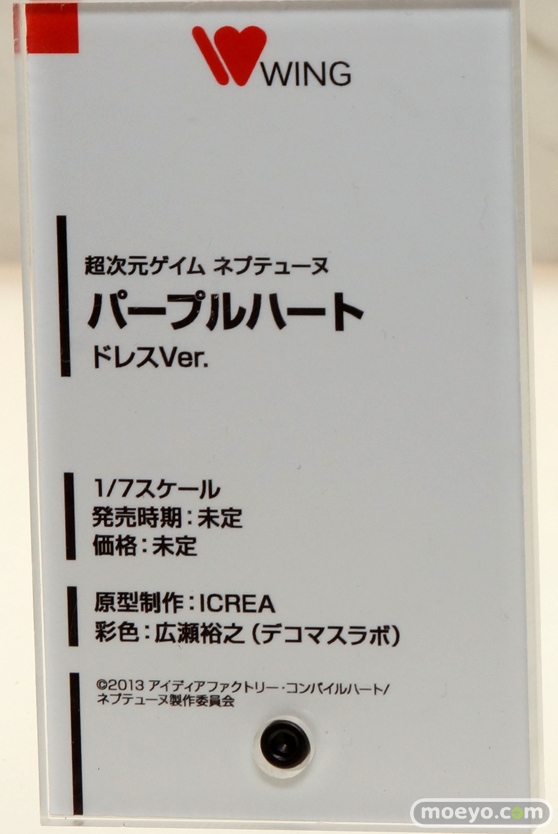 WING
超次元ゲイム ネプテューヌ
パープルハート
ドレスVer.
1/7スケール
発売時期：未定
価格：未定
原型制作：ICREA
彩色：広瀬裕之（デコマスラボ）
©2013 アイディアファクトリー・コンパイルハート/
ネプテューヌ製作委員会
moeyo.com